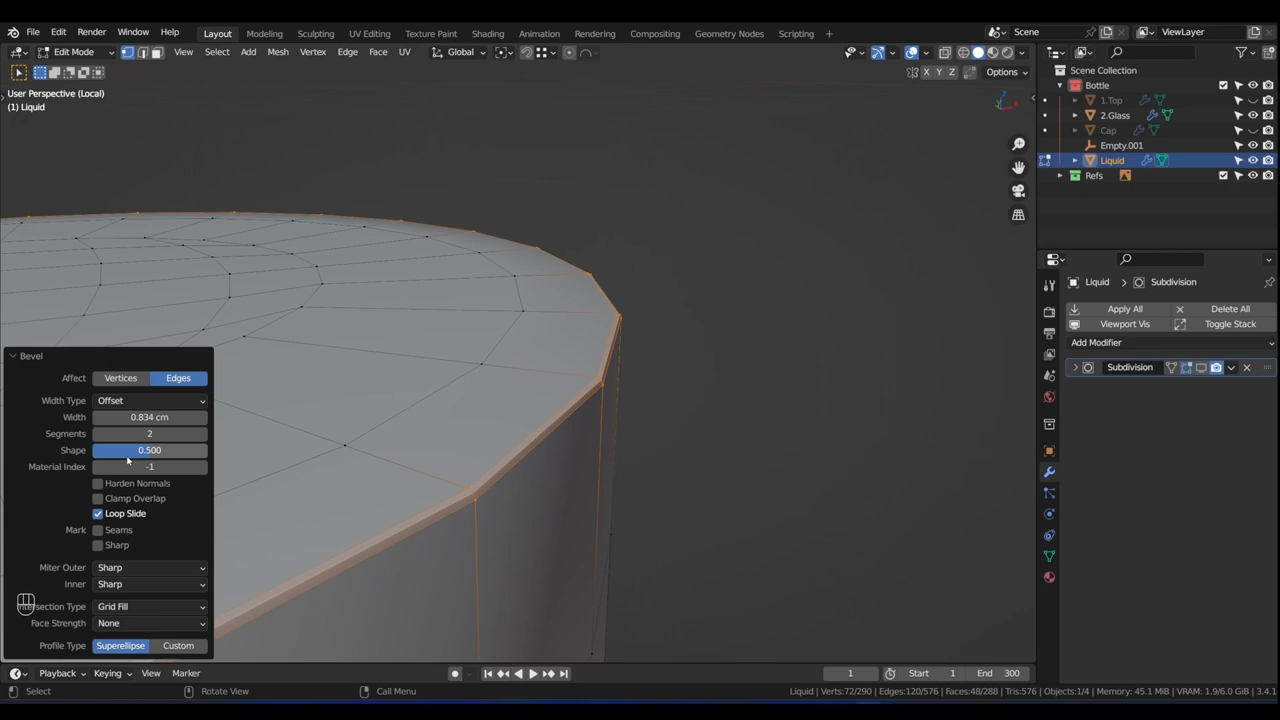 File Edit Render Window Help Layout Modeling Sculpting UV Editing Texture Paint Shading Animation Rendering Compositing Geometry Nodes Scripting + Scene ViewLayer
Edit Mode View Select Add Mesh Vertex Edge Face UV Global
X Y Z Options
User Perspective (Local)
(1) Liquid
Scene Collection
Bottle
1.Top
2.Glass
Cap
Empty.001
Liquid
Refs
Liquid > Subdivision
Apply All Delete All
Viewport Vis Toggle Stack
Add Modifier
Subdivision
Bevel
Affect Vertices Edges
Width Type Offset
Width 0.834 cm
Segments 2
Shape 0.500
Material Index -1
Harden Normals
Clamp Overlap
Loop Slide
Mark Seams
Sharp
Miter Outer Sharp
Inner Sharp
section Type Grid Fill
Face Strength None
Profile Type Superellipse Custom
Playback Keying View Marker 1 Start 1 End 300
Select Rotate View Call Menu Liquid | Verts:72/290 | Edges:120/576 | Faces:48/288 | Tris:576 | Objects:1/4 | Memory: 45.1 MiB | VRAM: 1.9/6.0 GiB | 3.4.1